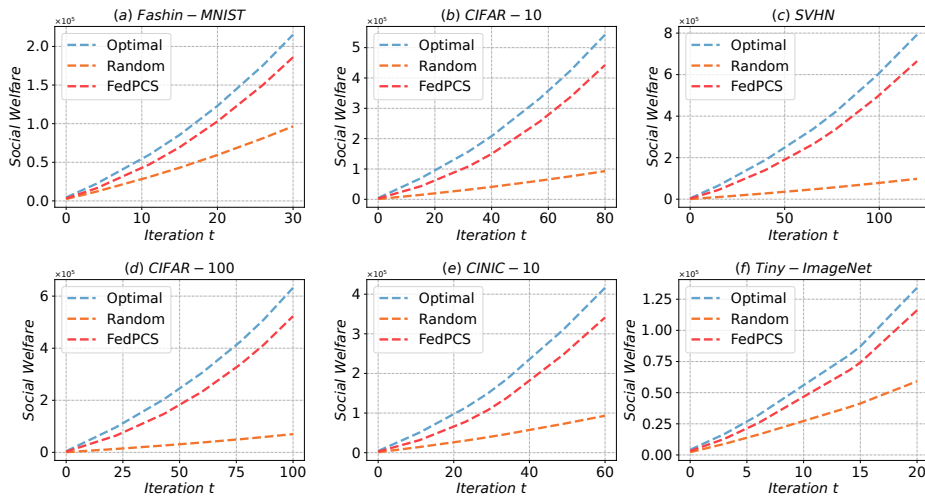 (a) Fashin − MNIST
×10⁵
Social Welfare
2.0
1.5
1.0
0.5
0.0
Optimal
Random
FedPCS
0
10
20
30
Iteration t
(b) CIFAR − 10
×10⁵
Social Welfare
5
4
3
2
1
0
Optimal
Random
FedPCS
0
20
40
60
80
Iteration t
(c) SVHN
×10⁵
Social Welfare
8
6
4
2
0
Optimal
Random
FedPCS
0
50
100
Iteration t
(d) CIFAR − 100
×10⁵
Social Welfare
6
4
2
0
Optimal
Random
FedPCS
0
25
50
75
100
Iteration t
(e) CINIC − 10
×10⁵
Social Welfare
4
3
2
1
0
Optimal
Random
FedPCS
0
20
40
60
Iteration t
(f) Tiny − ImageNet
×10⁵
Social Welfare
1.25
1.00
0.75
0.50
0.25
0.00
Optimal
Random
FedPCS
0
5
10
15
20
Iteration t